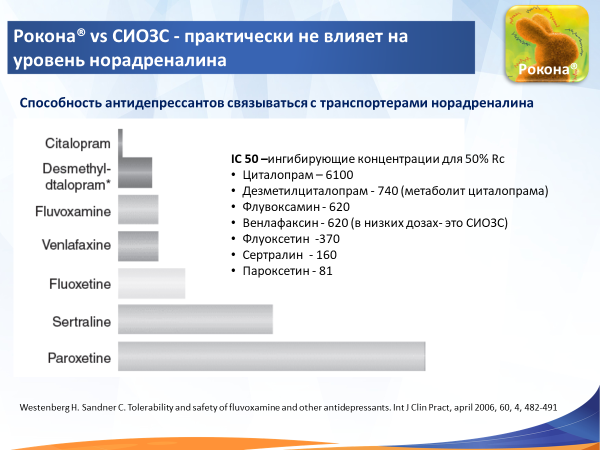 Рокона® vs СИОЗС - практически не влияет на
уровень норадреналина
Рокона®
Способность антидепрессантов связываться с транспортерами норадреналина
Citalopram
Desmethyl-
dtalopram*
Fluvoxamine
Venlafaxine
Fluoxetine
Sertraline
Paroxetine
IC 50 –ингибирующие концентрации для 50% Rc
• Циталопрам – 6100
• Дезметилциталопрам - 740 (метаболит циталопрама)
• Флувоксамин - 620
• Венлафаксин - 620 (в низких дозах- это СИОЗС)
• Флуоксетин -370
• Сертралин - 160
• Пароксетин - 81
Westenberg H. Sandner C. Tolerability and safety of fluvoxamine and other antidepressants. Int J Clin Pract, april 2006, 60, 4, 482-491